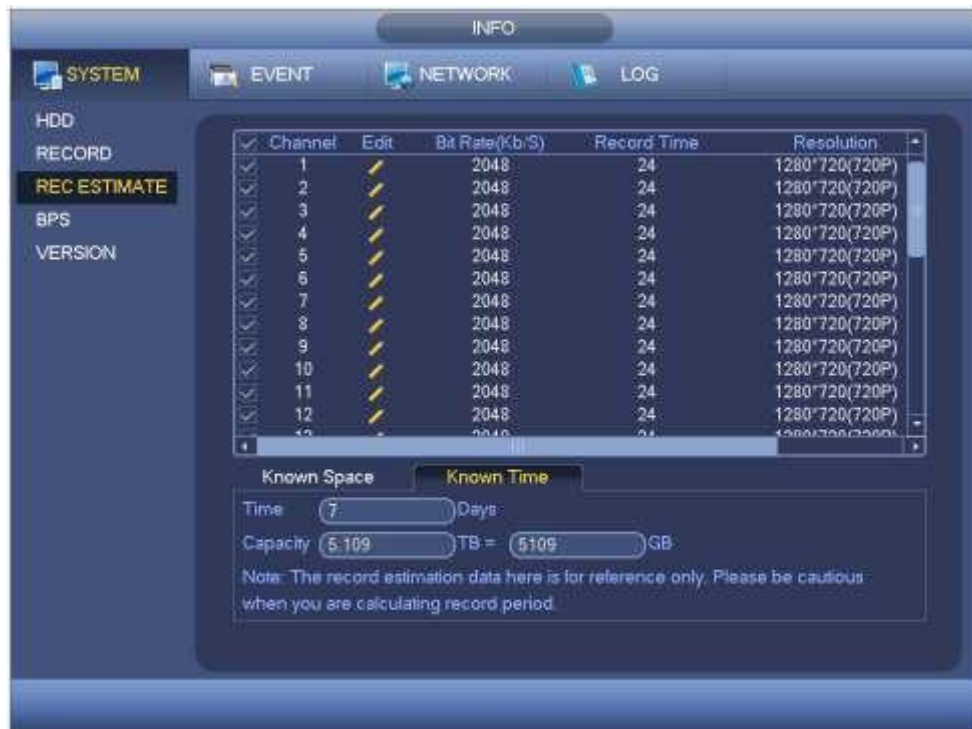 INFO
SYSTEM EVENT NETWORK LOG
HDD
RECORD
REC ESTIMATE
BPS
VERSION
Channel Edit Bit Rate(Kb/S) Record Time Resolution
1 2048 24 1280*720(720P)
2 2048 24 1280*720(720P)
3 2048 24 1280*720(720P)
4 2048 24 1280*720(720P)
5 2048 24 1280*720(720P)
6 2048 24 1280*720(720P)
7 2048 24 1280*720(720P)
8 2048 24 1280*720(720P)
9 2048 24 1280*720(720P)
10 2048 24 1280*720(720P)
11 2048 24 1280*720(720P)
12 2048 24 1280*720(720P)
Known Space Known Time
Time 7 Days
Capacity 5.109 TB = 5109 GB
Note: The record estimation data here is for reference only. Please be cautious
when you are calculating record period.